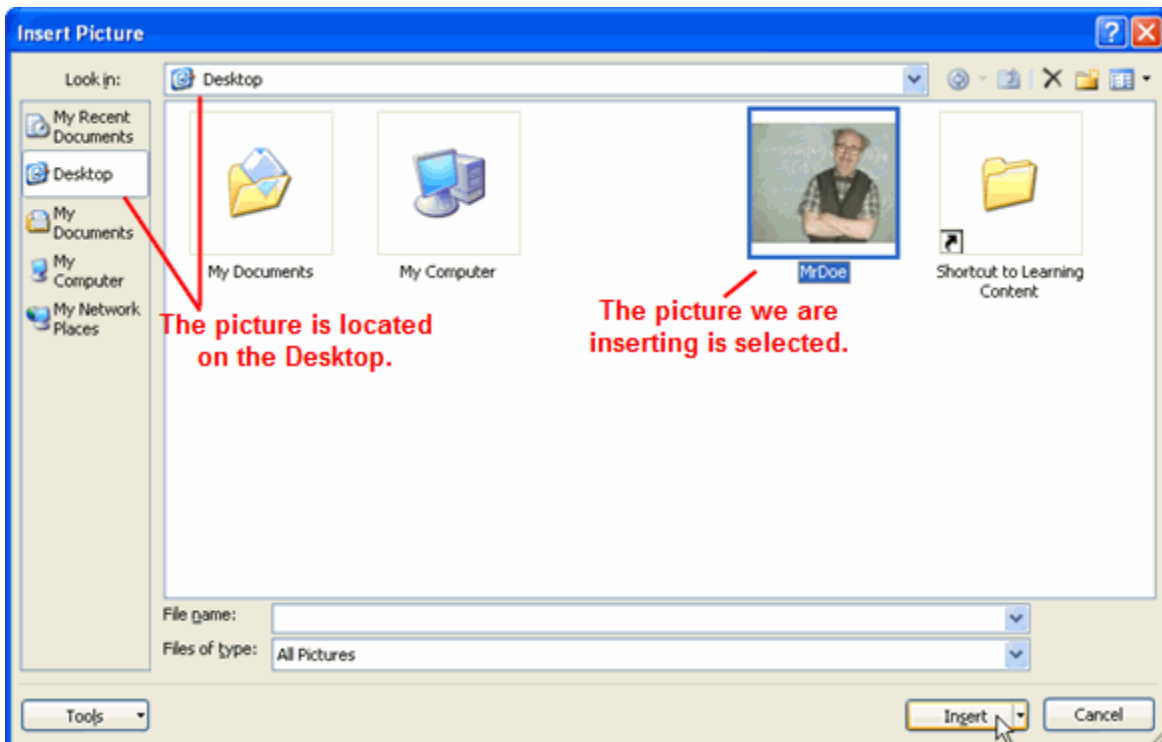 Insert Picture
Look in:
Desktop
My Recent
Documents
Desktop
My
Documents
My
Computer
My Network
Places
My Documents
My Computer
MrDoe
Shortcut to Learning
Content
The picture is located
on the Desktop.
The picture we are
inserting is selected.
File name:
Files of type:
All Pictures
Tools
Insert
Cancel